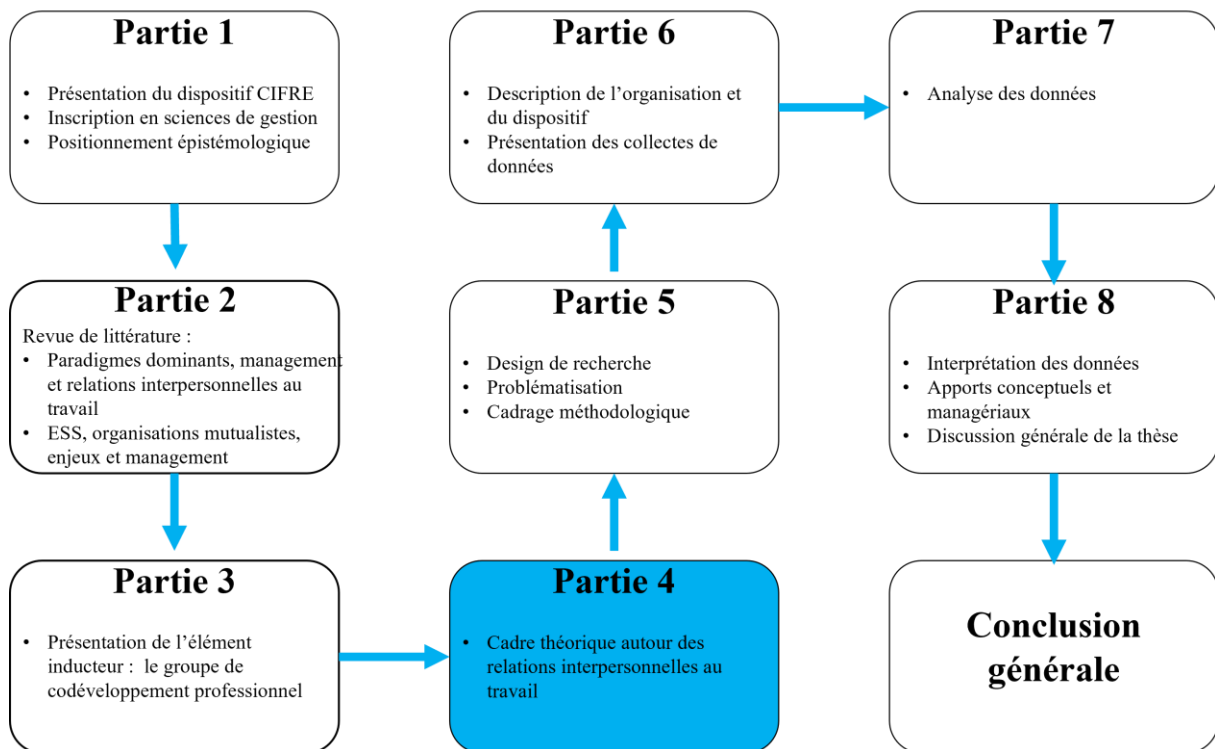 Partie 1
• Présentation du dispositif CIFRE
• Inscription en sciences de gestion
• Positionnement épistémologique
Partie 2
Revue de littérature :
• Paradigmes dominants, management
et relations interpersonnelles au
travail
• ESS, organisations mutualistes,
enjeux et management
Partie 3
• Présentation de l’élément
inducteur : le groupe de
codéveloppement professionnel
Partie 4
• Cadre théorique autour des
relations interpersonnelles au
travail
Partie 5
• Design de recherche
• Problématisation
• Cadrage méthodologique
Partie 6
• Description de l’organisation et
du dispositif
• Présentation des collectes de
données
Partie 7
• Analyse des données
Partie 8
• Interprétation des données
• Apports conceptuels et
managériaux
• Discussion générale de la thèse
Conclusion
générale